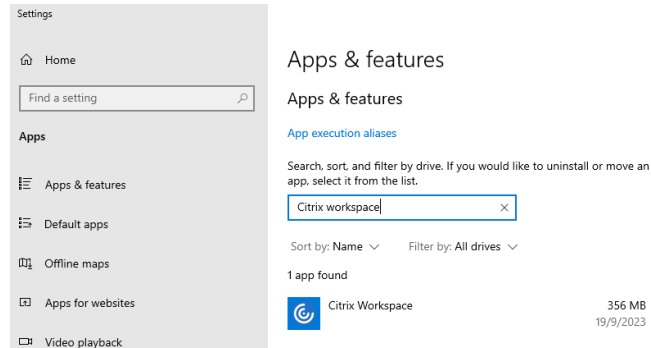 Settings
Home
Find a setting
Apps
Apps & features
Default apps
Offline maps
Apps for websites
Video playback
Apps & features
Apps & features
App execution aliases
Search, sort, and filter by drive. If you would like to uninstall or move an
app, select it from the list.
Citrix workspace
Sort by: Name Filter by: All drives
1 app found
Citrix Workspace 356 MB
19/9/2023